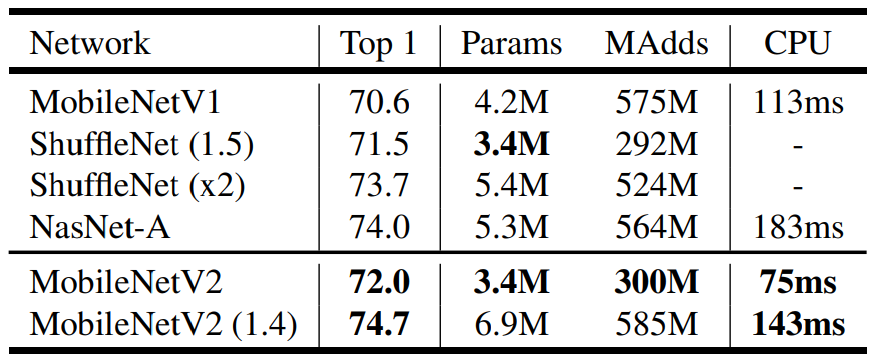 Network Top 1 Params MAdds CPU
MobileNetV1 70.6 4.2M 575M 113ms
ShuffleNet (1.5) 71.5 3.4M 292M -
ShuffleNet (x2) 73.7 5.4M 524M -
NasNet-A 74.0 5.3M 564M 183ms
MobileNetV2 72.0 3.4M 300M 75ms
MobileNetV2 (1.4) 74.7 6.9M 585M 143ms